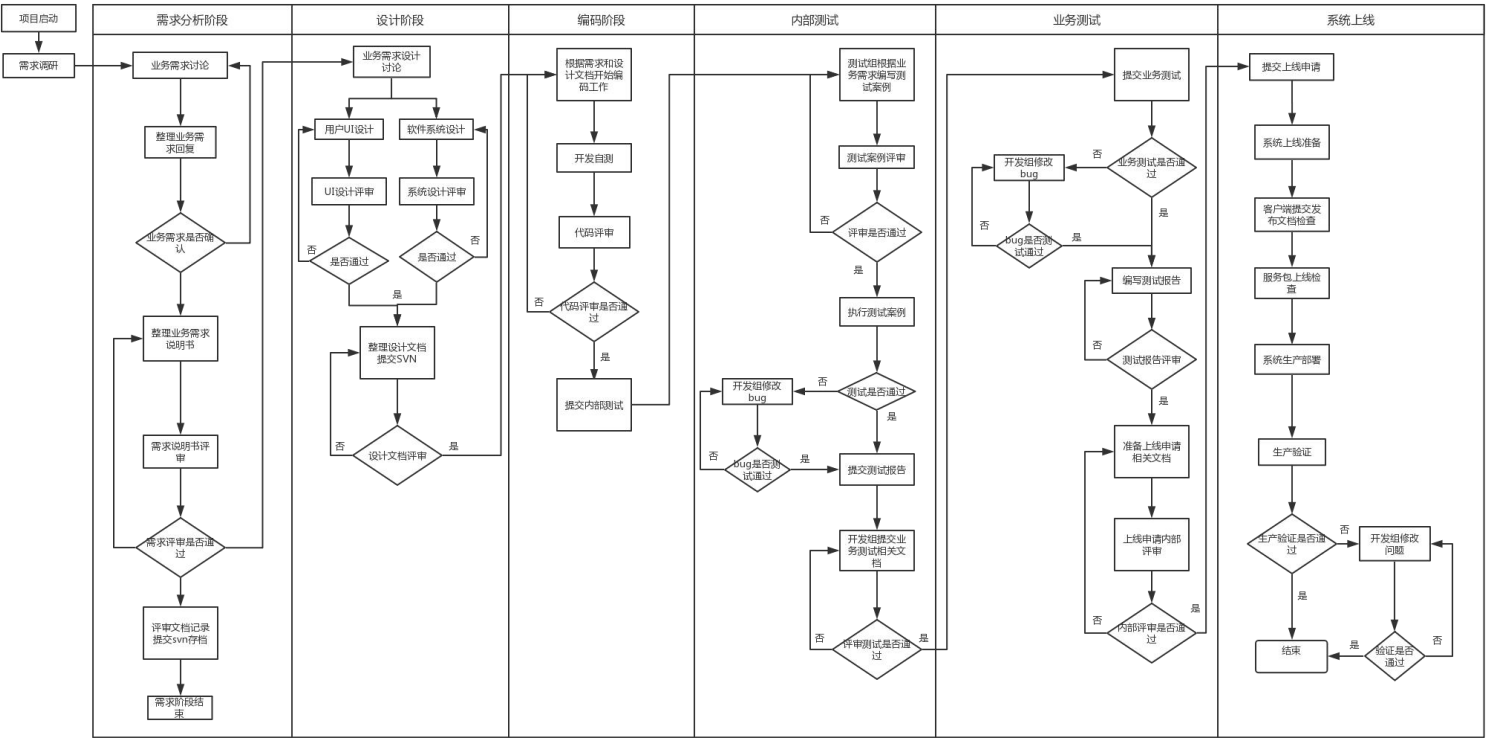 项目启动
需求调研
需求分析阶段
业务需求讨论
整理业务需
求回复
业务需求是否确
认
整理业务需求
说明书
需求说明书评
审
需求评审是否通
过
评审文档记录
提交svn存档
需求阶段结
束
设计阶段
业务需求设计
讨论
用户UI设计
软件系统设计
UI设计评审
系统设计评审
否
是否通过
否
是否通过
是
整理设计文档
提交SVN
否
设计文档评审
是
编码阶段
根据需求和设
计文档开始编
码工作
开发自测
代码评审
否
代码评审是否通
过
是
提交内部测试
内部测试
测试组根据业
务需求编写测
试案例
测试案例评审
否
评审是否通过
是
执行测试案例
测试是否通过
否
开发组修改
bug
是
否
bug是否测
试通过
是
提交测试报告
开发组提交业
务测试相关文
档
否
评审测试是否通
过
是
业务测试
提交业务测试
业务测试是否通
过
否
开发组修改
bug
是
否
bug是否测
试通过
是
编写测试报告
否
测试报告评审
是
准备上线申请
相关文档
上线申请内部
评审
否
内部评审是否通
过
是
系统上线
提交上线申请
系统上线准备
客户端提交发
布文档检查
服务包上线检
查
系统生产部署
生产验证
生产验证是否通
过
否
开发组修改
问题
是
结束
是
验证是否
通过
否